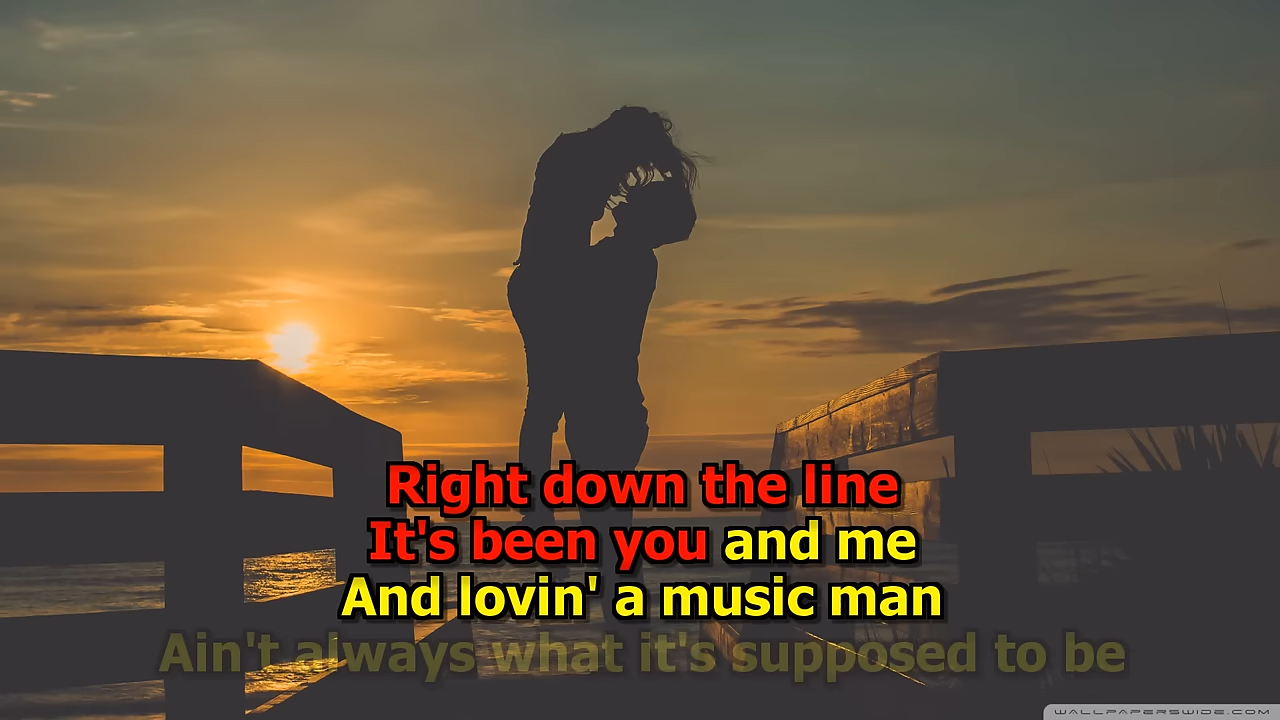 Right down the line
It's been you and me
And lovin' a music man
Ain't always what it's supposed to be
WALLPAPERSWIDE.COM